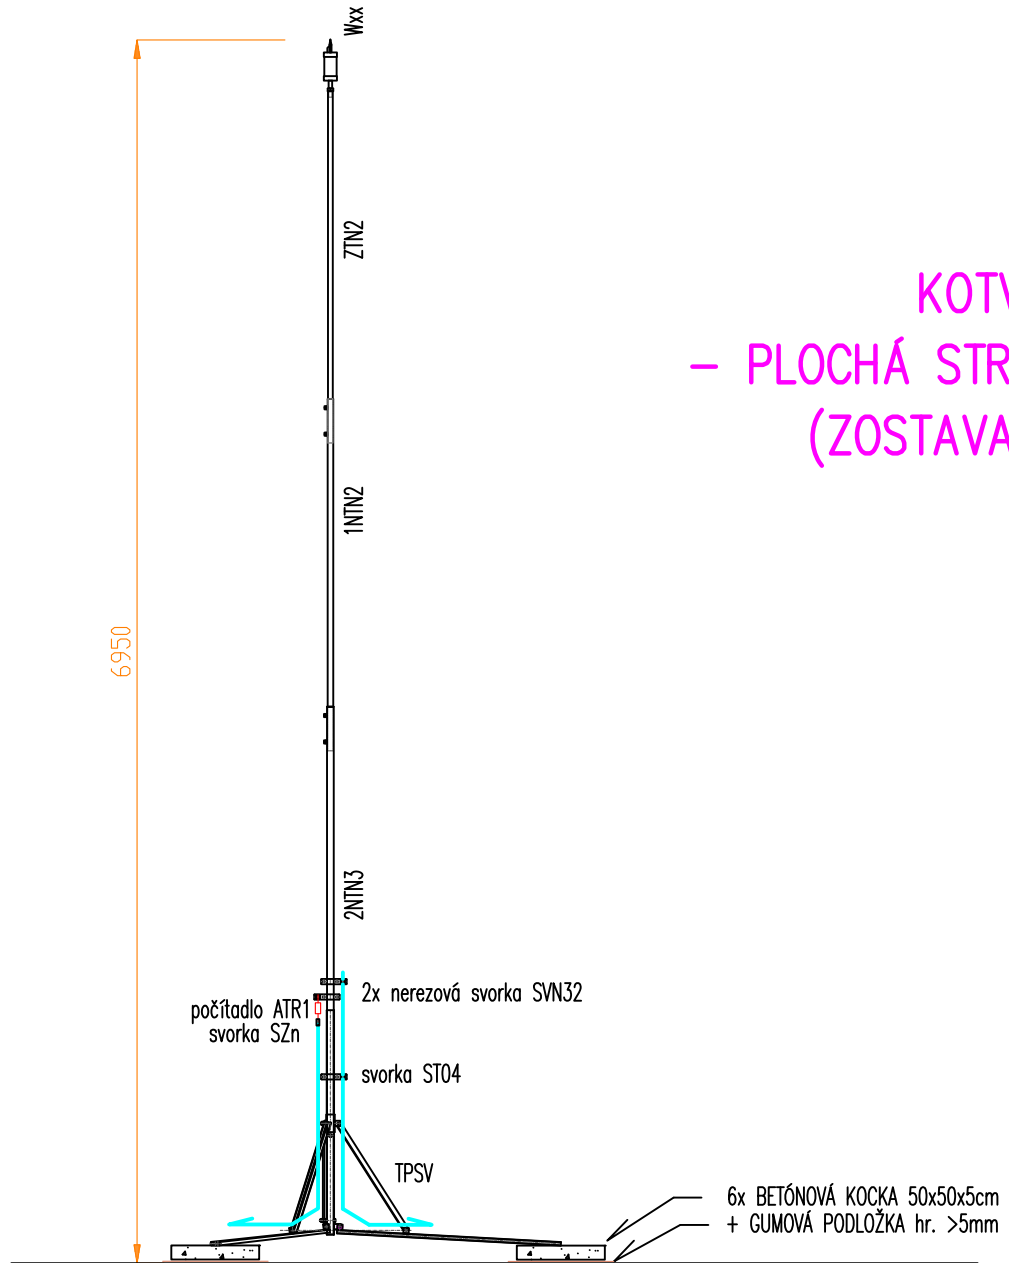 Wxx
ZTN2
KOTV
- PLOCHÁ STR
(ZOSTAVA
1NTN2
6950
2NTN3
2x nerezová svorka SVN32
počítadlo ATR1
svorka SZn
svorka ST04
TPSV
6x BETÓNOVÁ KOCKA 50x50x5cm
+ GUMOVÁ PODLOŽKA hr. >5mm